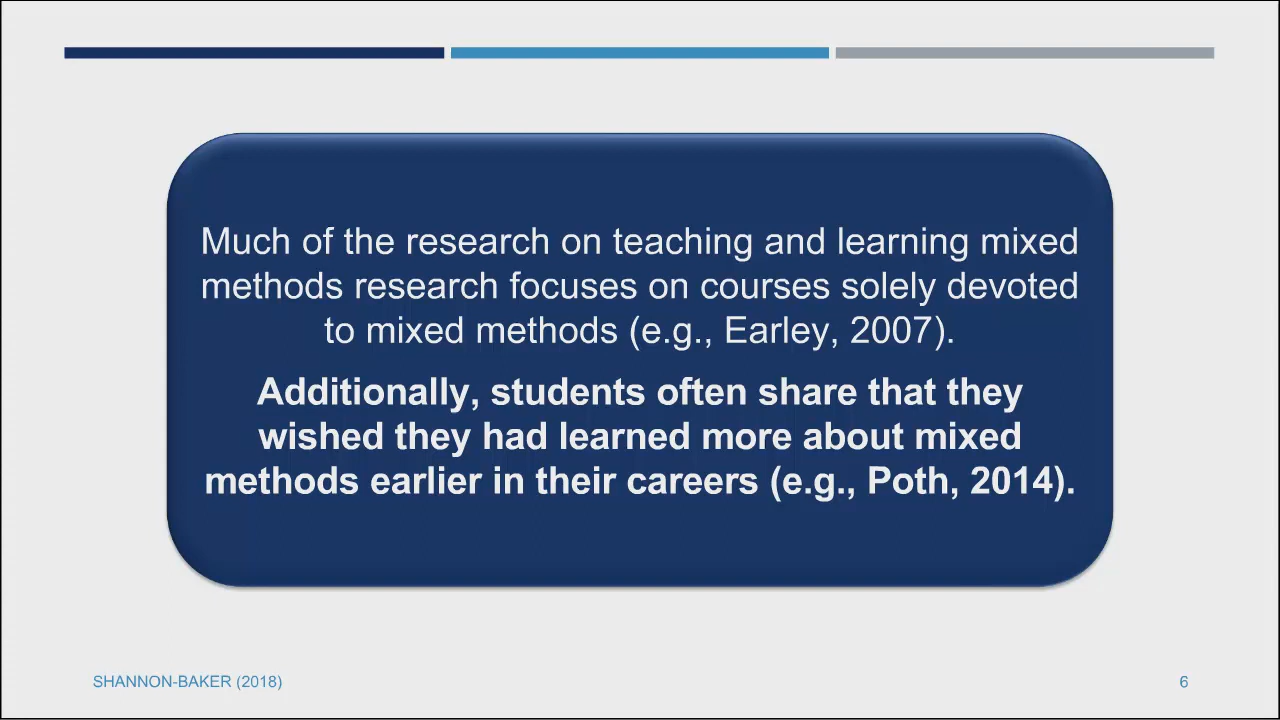 Much of the research on teaching and learning mixed
methods research focuses on courses solely devoted
to mixed methods (e.g., Earley, 2007).
Additionally, students often share that they
wished they had learned more about mixed
methods earlier in their careers (e.g., Poth, 2014).
SHANNON-BAKER (2018)
6